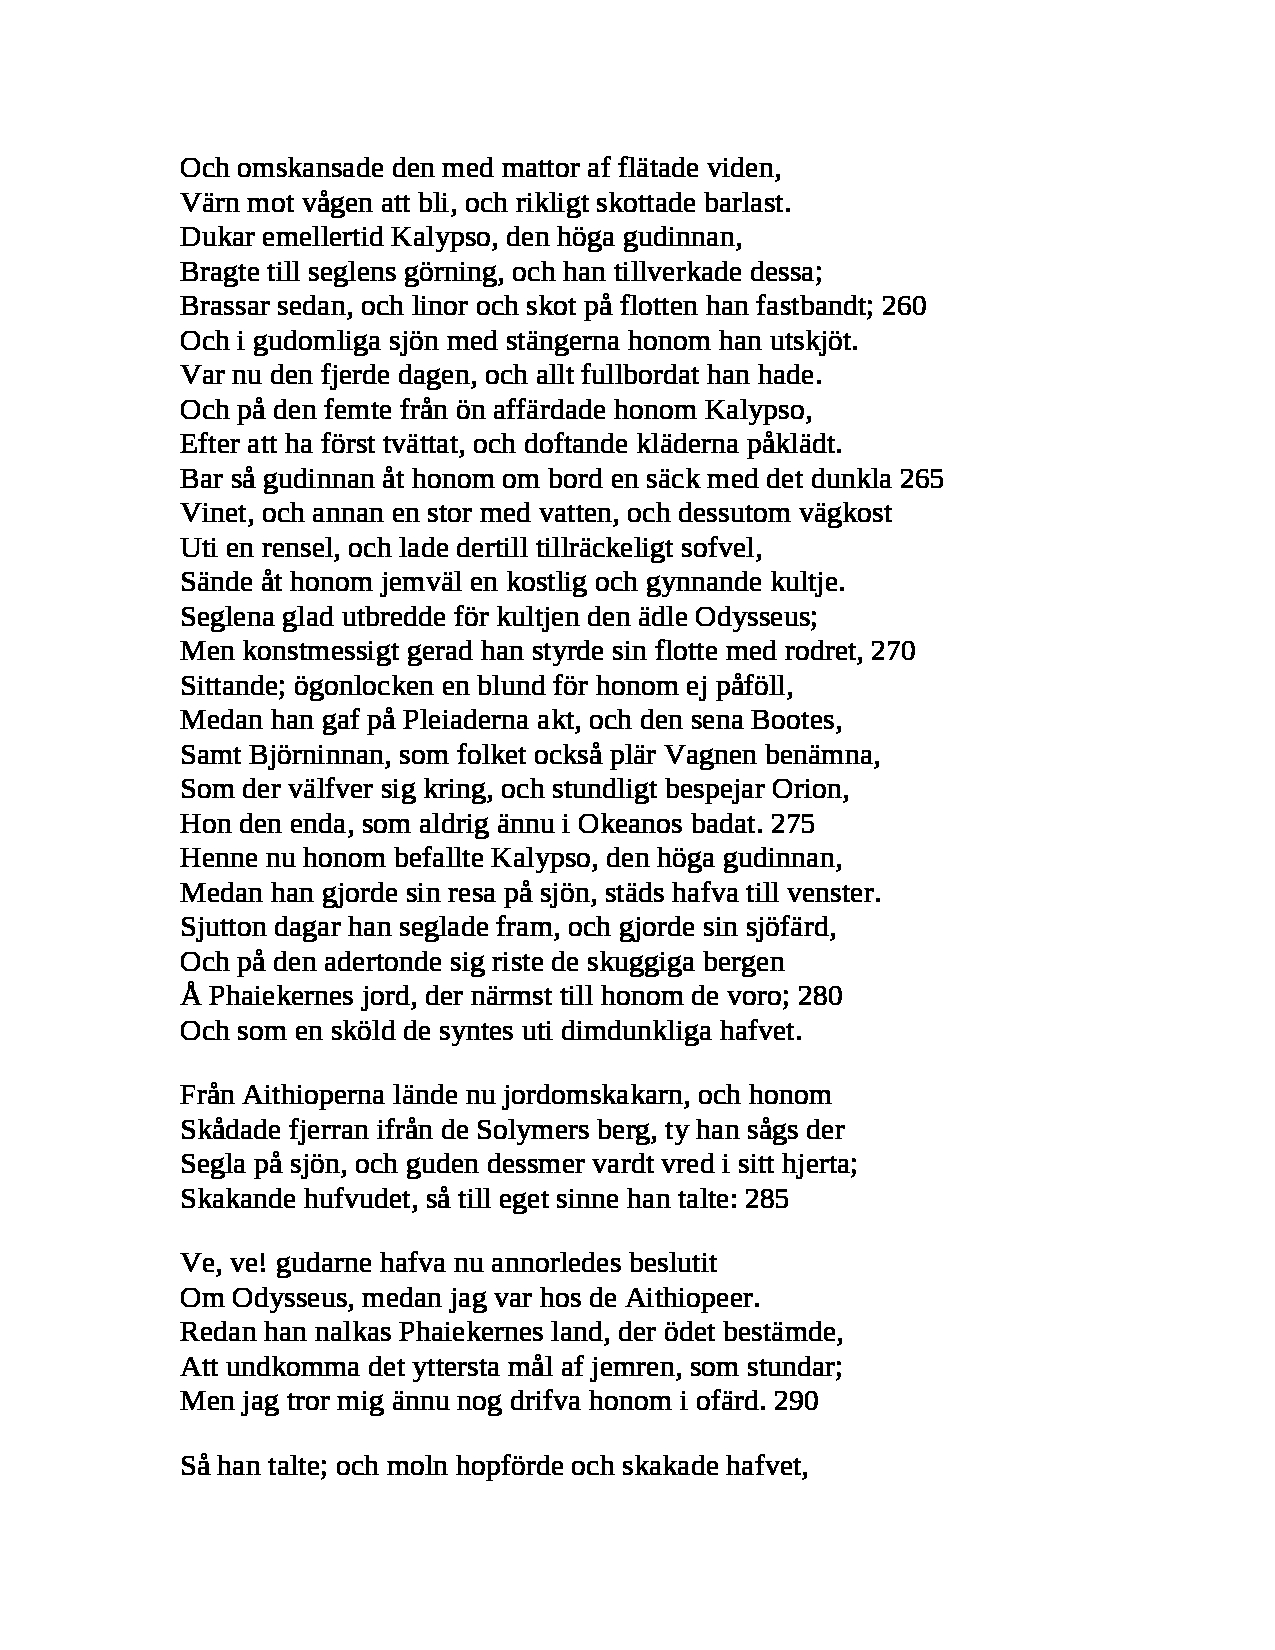 Och omskansade den med mattor af flätade viden,
Värn mot vågen att bli, och rikligt skottade barlast.
Dukar emellertid Kalypso, den höga gudinnan,
Bragte till seglens görning, och han tillverkade dessa;
Brassar sedan, och linor och skot på flotten han fastbandt; 260
Och i gudomliga sjön med stängerna honom han utskjöt.
Var nu den fjerde dagen, och allt fullbordat han hade.
Och på den femte från ön affärdade honom Kalypso,
Efter att ha först tvättat, och doftande kläderna påklädt.
Bar så gudinnan åt honom om bord en säck med det dunkla 265
Vinet, och annan en stor med vatten, och dessutom vägkost
Uti en rensel, och lade dertill tillräckeligt sofvel,
Sände åt honom jemväl en kostlig och gynnande kultje.
Seglena glad utbredde för kultjen den ädle Odysseus;
Men konstmessigt gerad han styrde sin flotte med rodret, 270
Sittande; ögonlocken en blund för honom ej påföll,
Medan han gaf på Pleiaderna akt, och den sena Bootes,
Samt Björninnan, som folket också plär Vagnen benämna,
Som der välfver sig kring, och stundligt bespejar Orion,
Hon den enda, som aldrig ännu i Okeanos badat. 275
Henne nu honom befallte Kalypso, den höga gudinnan,
Medan han gjorde sin resa på sjön, städs hafva till venster.
Sjutton dagar han seglade fram, och gjorde sin sjöfärd,
Och på den adertonde sig riste de skuggiga bergen
Å Phaiekernes jord, der närmst till honom de voro; 280
Och som en sköld de syntes uti dimdunkliga hafvet.
Från Aithioperna lände nu jordomskakarn, och honom
Skådade fjerran ifrån de Solymers berg, ty han sågs der
Segla på sjön, och guden dessmer vardt vred i sitt hjerta;
Skakande hufvudet, så till eget sinne han talte: 285
Ve, ve! gudarne hafva nu annorledes beslutit
Om Odysseus, medan jag var hos de Aithiopeer.
Redan han nalkas Phaiekernes land, der ödet bestämde,
Att undkomma det yttersta mål af jemren, som stundar;
Men jag tror mig ännu nog drifva honom i ofärd. 290
Så han talte; och moln hopförde och skakade hafvet,